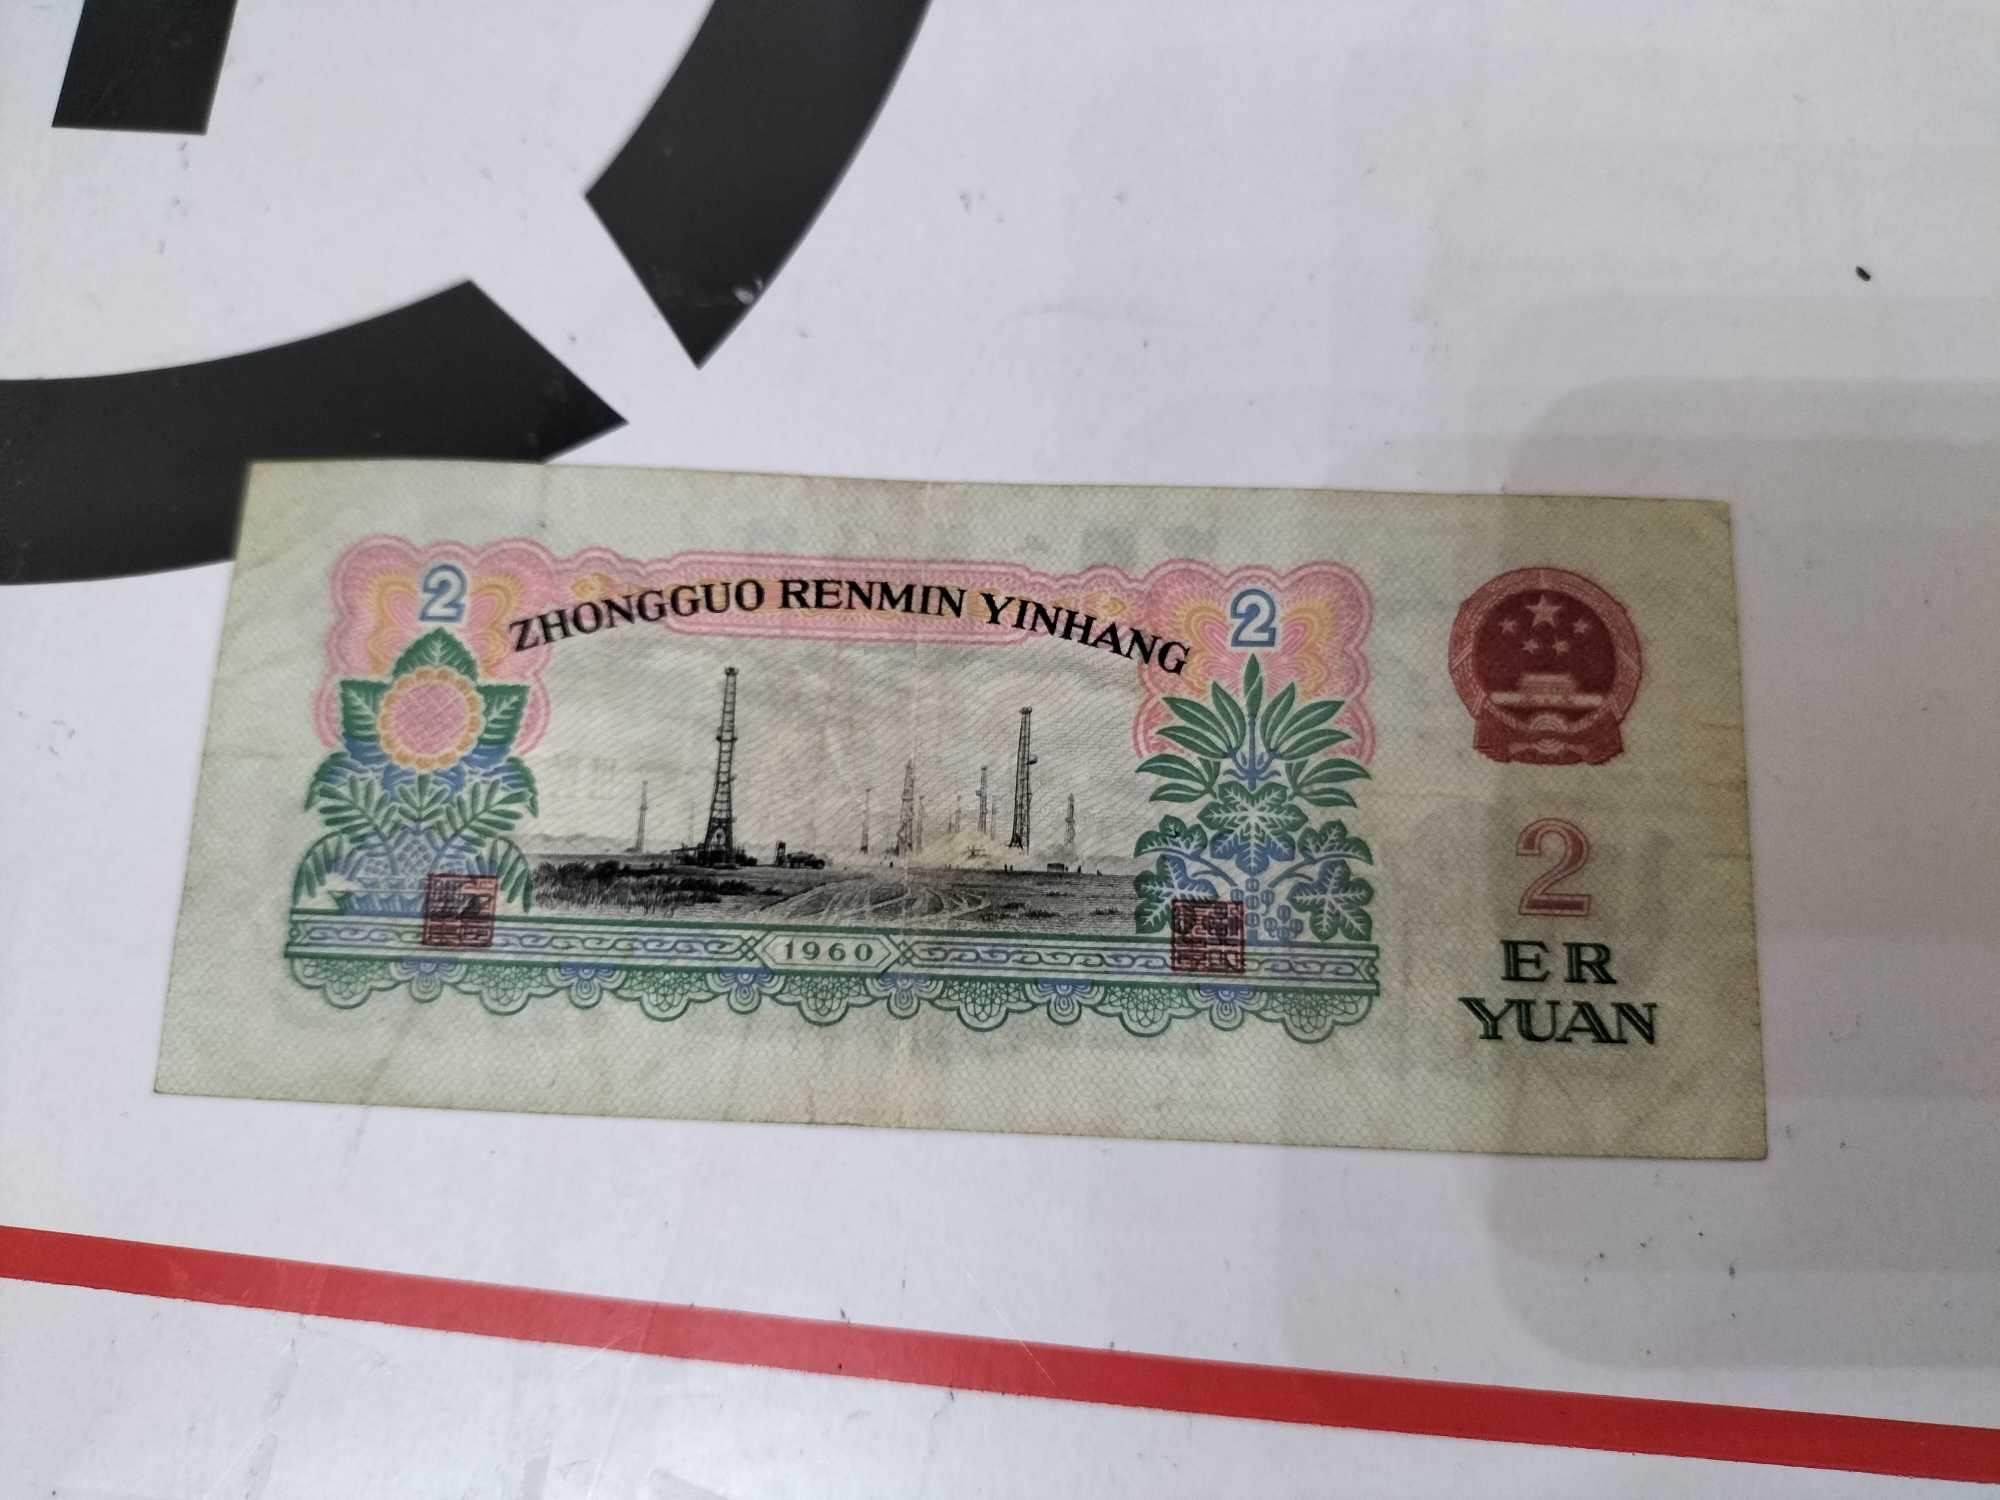 2
2
ZHONGGUO RENMIN YINHANG
1960
2
ER
YUAN